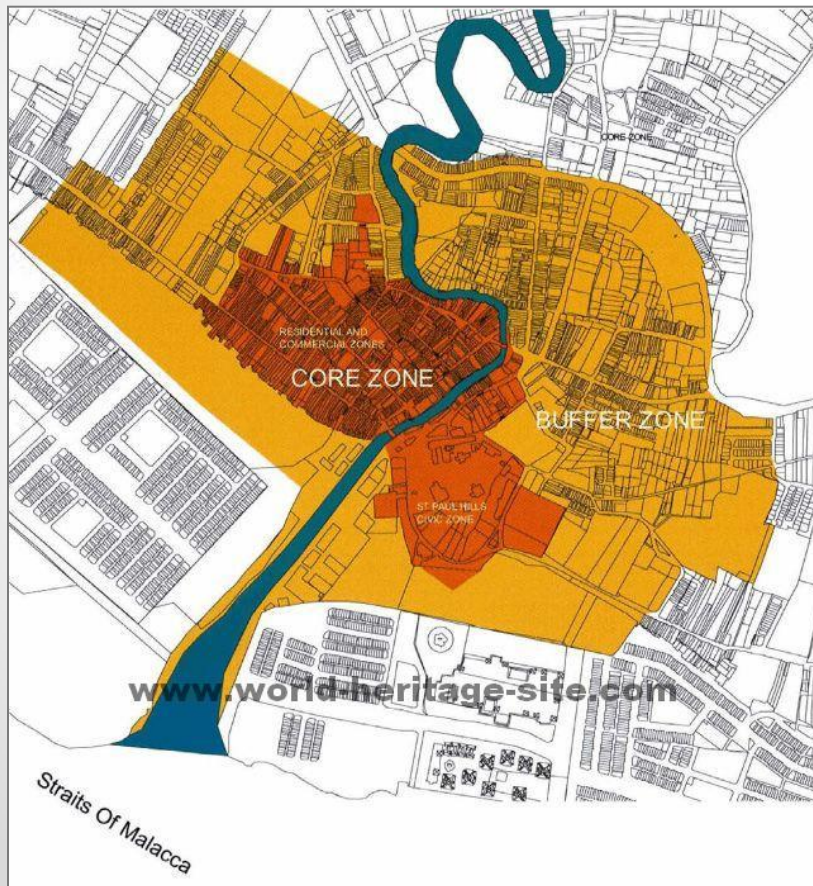 CORE ZONE
RESIDENTIAL AND
COMMERCIAL ZONES
CORE ZONE
BUFFER ZONE
ST PAUL HILLS
CIVIC ZONE
www.world-heritage-site.com
Straits Of Malacca